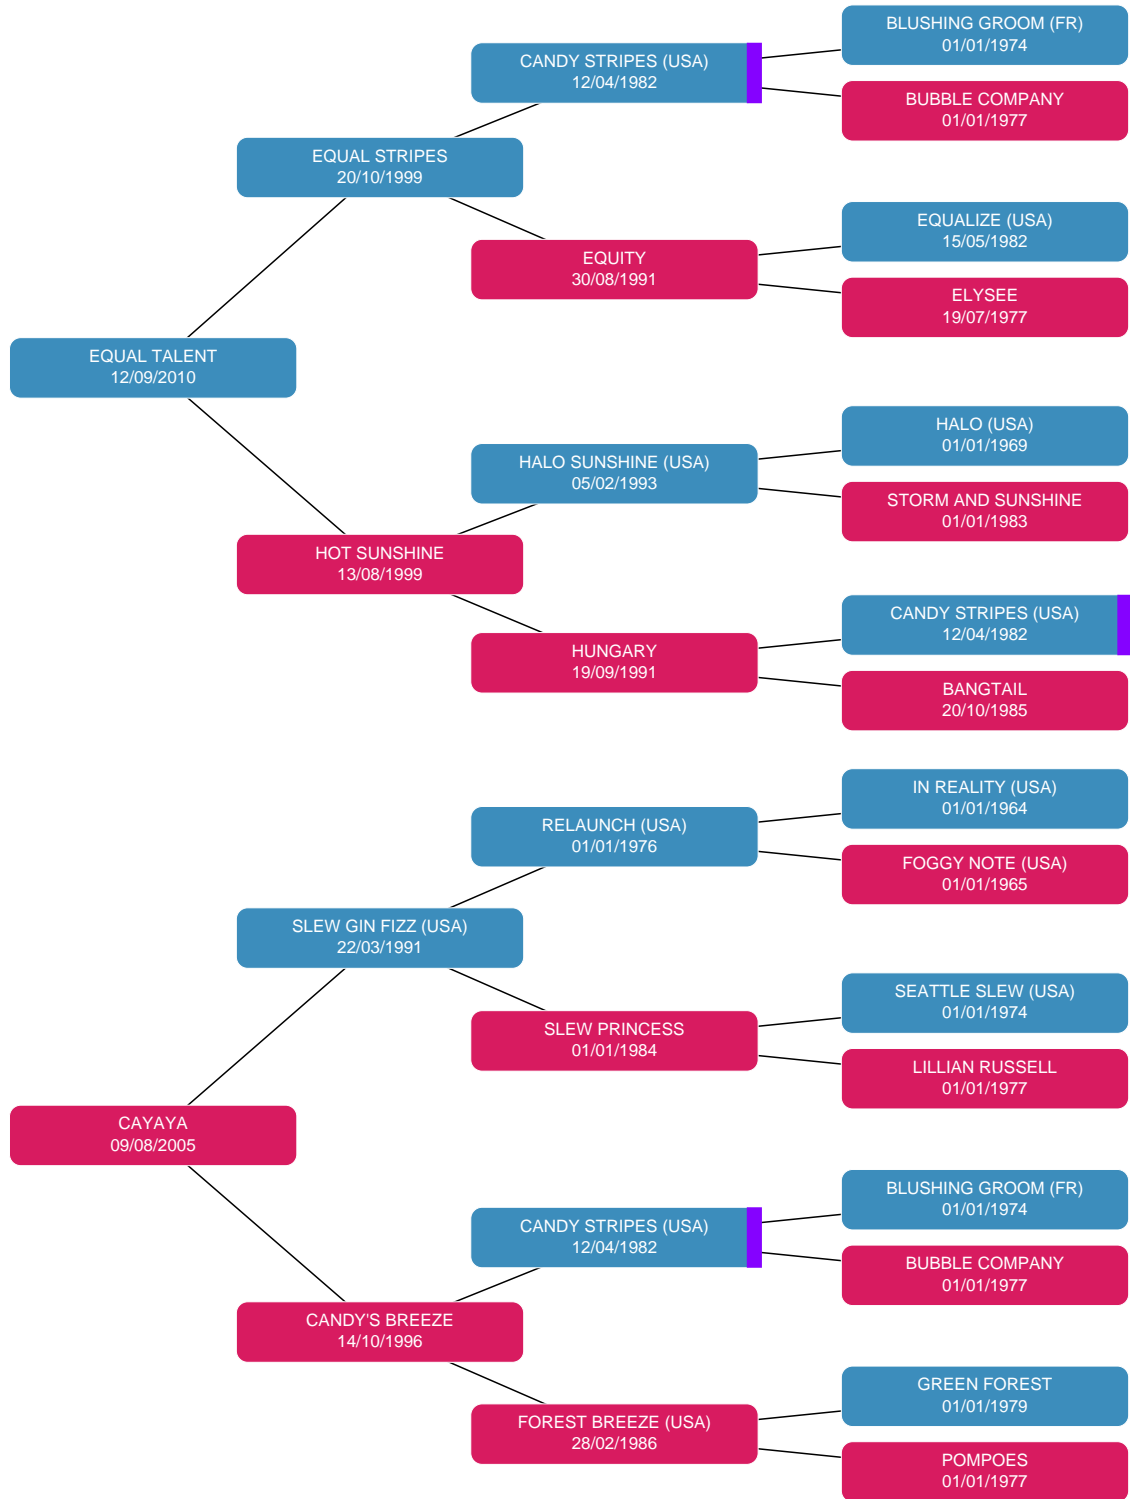 BLUSHING GROOM (FR)
01/01/1974
CANDY STRIPES (USA)
12/04/1982
BUBBLE COMPANY
01/01/1977
EQUAL STRIPES
20/10/1999
EQUALIZE (USA)
15/05/1982
EQUITY
30/08/1991
ELYSEE
19/07/1977
EQUAL TALENT
12/09/2010
HALO (USA)
01/01/1969
HALO SUNSHINE (USA)
05/02/1993
STORM AND SUNSHINE
01/01/1983
HOT SUNSHINE
13/08/1999
CANDY STRIPES (USA)
12/04/1982
HUNGARY
19/09/1991
BANGTAIL
20/10/1985
IN REALITY (USA)
01/01/1964
RELAUNCH (USA)
01/01/1976
FOGGY NOTE (USA)
01/01/1965
SLEW GIN FIZZ (USA)
22/03/1991
SEATTLE SLEW (USA)
01/01/1974
SLEW PRINCESS
01/01/1984
LILLIAN RUSSELL
01/01/1977
CAYAYA
09/08/2005
BLUSHING GROOM (FR)
01/01/1974
CANDY STRIPES (USA)
12/04/1982
BUBBLE COMPANY
01/01/1977
CANDY'S BREEZE
14/10/1996
GREEN FOREST
01/01/1979
FOREST BREEZE (USA)
28/02/1986
POMPOES
01/01/1977